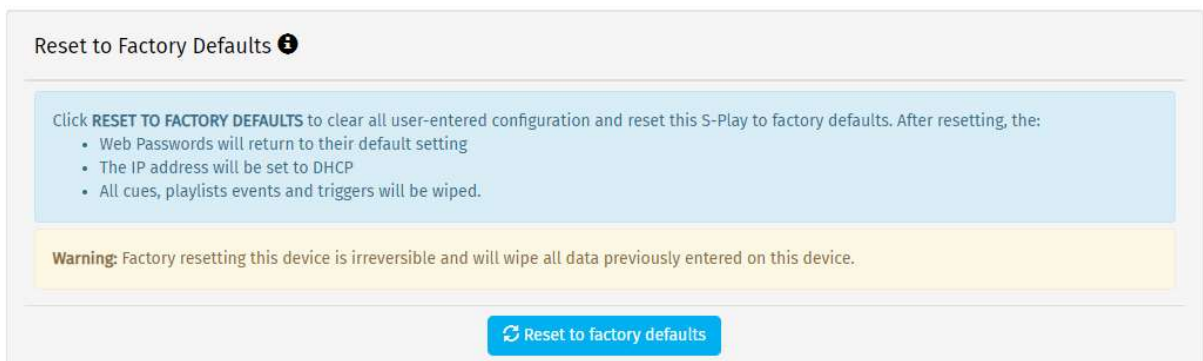 Reset to Factory Defaults
Click RESET TO FACTORY DEFAULTS to clear all user-entered configuration and reset this S-Play to factory defaults. After resetting, the:
• Web Passwords will return to their default setting
• The IP address will be set to DHCP
• All cues, playlists events and triggers will be wiped.
Warning: Factory resetting this device is irreversible and will wipe all data previously entered on this device.
Reset to factory defaults